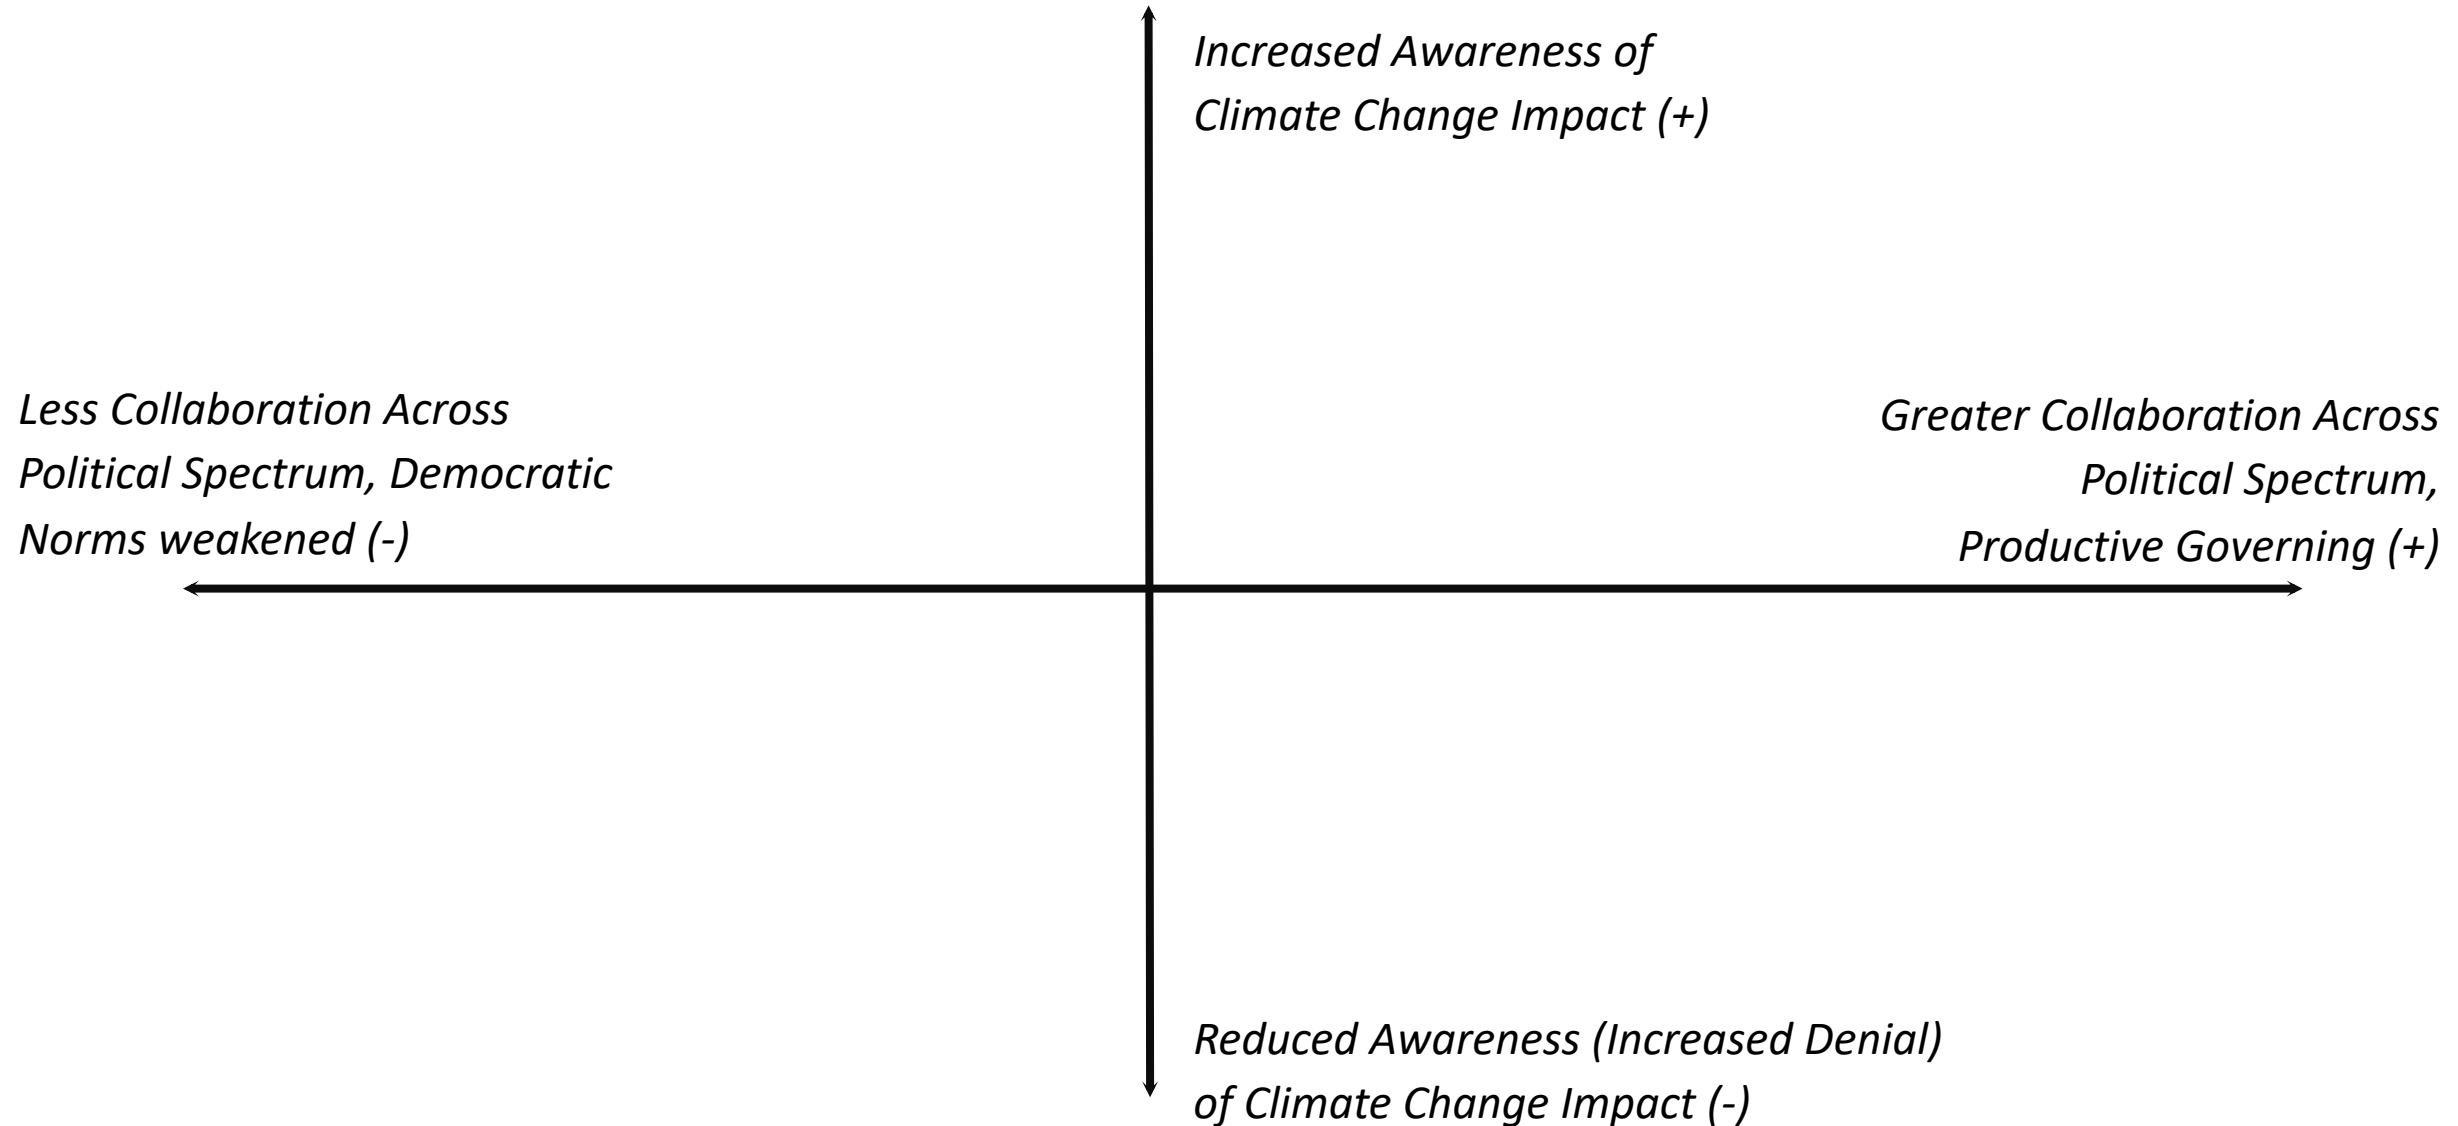 Increased Awareness of
Climate Change Impact (+)
Less Collaboration Across
Political Spectrum, Democratic
Norms weakened (-)
Greater Collaboration Across
Political Spectrum,
Productive Governing (+)
Reduced Awareness (Increased Denial)
of Climate Change Impact (-)